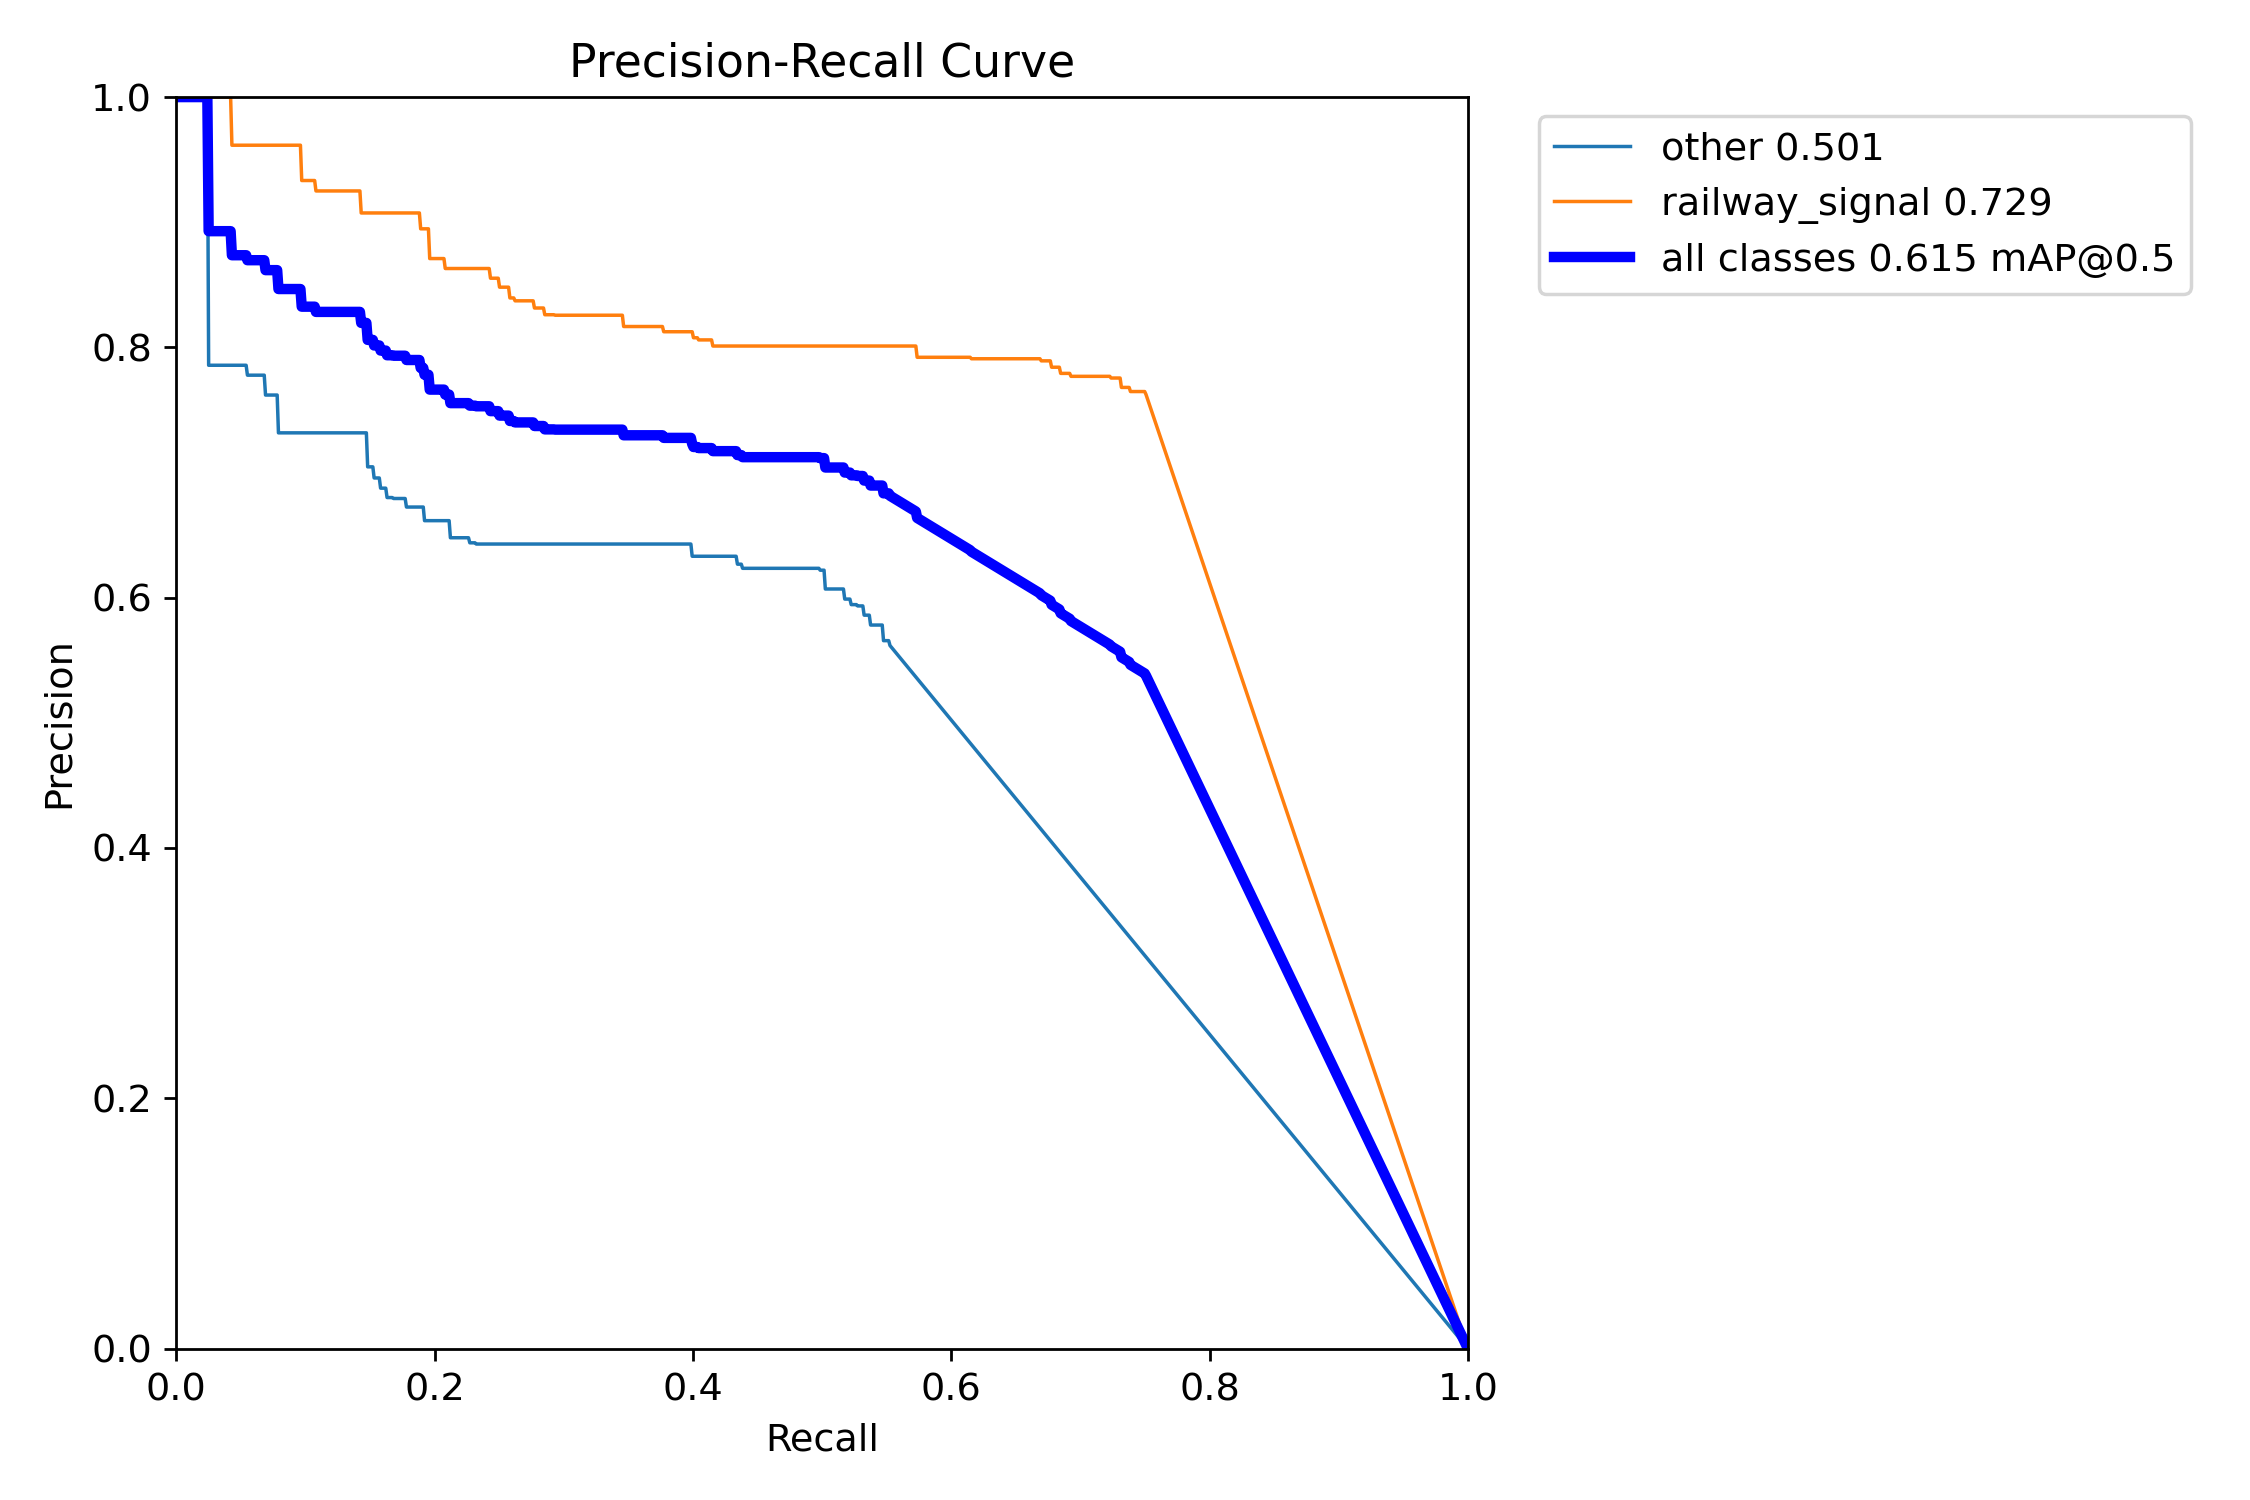 Precision-Recall Curve
1.0
0.8
0.6
0.4
0.2
0.0
Precision
0.0 0.2 0.4 0.6 0.8 1.0
Recall
other 0.501
railway_signal 0.729
all classes 0.615 mAP@0.5